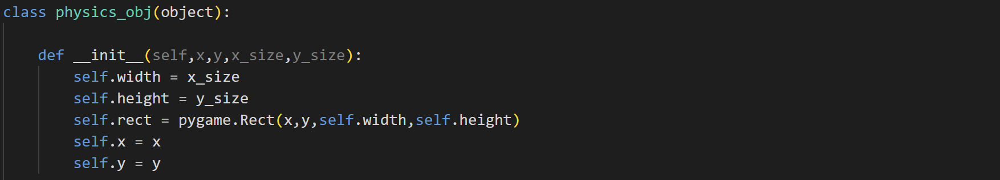 class physics_obj(object):
def __init__(self,x,y,x_size,y_size):
self.width = x_size
self.height = y_size
self.rect = pygame.Rect(x,y,self.width,self.height)
self.x = x
self.y = y